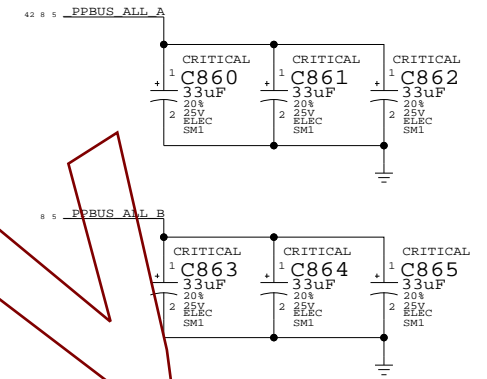 42 8 5 PPBUS_ALL_A
CRITICAL CRITICAL CRITICAL
+ 1 C860 + 1 C861 + 1 C862
33uF 33uF 33uF
20% 20% 20%
2 25V 2 25V 2 25V
ELEC ELEC ELEC
SM1 SM1 SM1
8 5 PPBUS_ALL_B
CRITICAL CRITICAL CRITICAL
+ 1 C863 + 1 C864 + 1 C865
33uF 33uF 33uF
20% 20% 20%
2 25V 2 25V 2 25V
ELEC ELEC ELEC
SM1 SM1 SM1